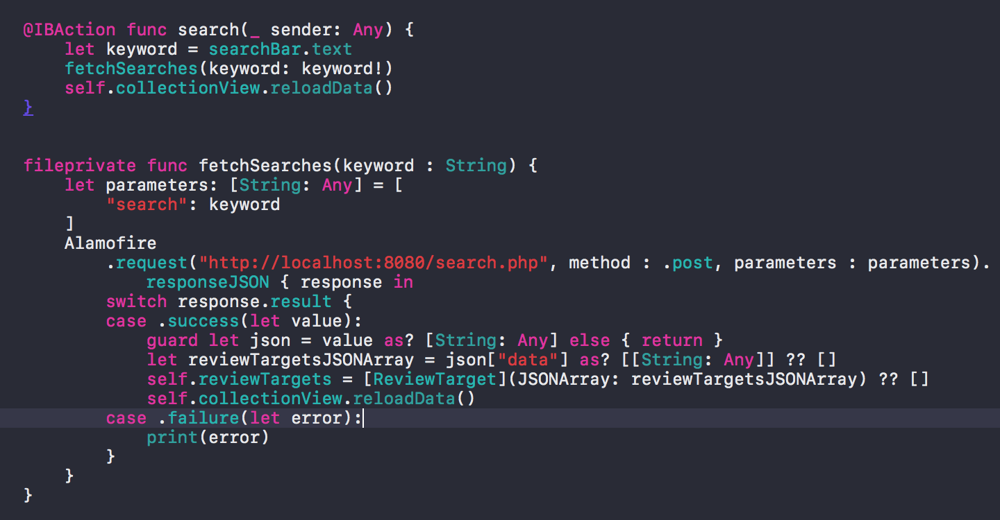 @IBAction func search(_ sender: Any) {
    let keyword = searchBar.text
    fetchSearches(keyword: keyword!)
    self.collectionView.reloadData()
}
fileprivate func fetchSearches(keyword : String) {
    let parameters: [String: Any] = [
        "search": keyword
    ]
    Alamofire
        .request("http://localhost:8080/search.php", method : .post, parameters : parameters).
            responseJSON { response in
        switch response.result {
        case .success(let value):
            guard let json = value as? [String: Any] else { return }
            let reviewTargetsJSONArray = json["data"] as? [[String: Any]] ?? []
            self.reviewTargets = [ReviewTarget](JSONArray: reviewTargetsJSONArray) ?? []
            self.collectionView.reloadData()
        case .failure(let error):
            print(error)
        }
    }
}